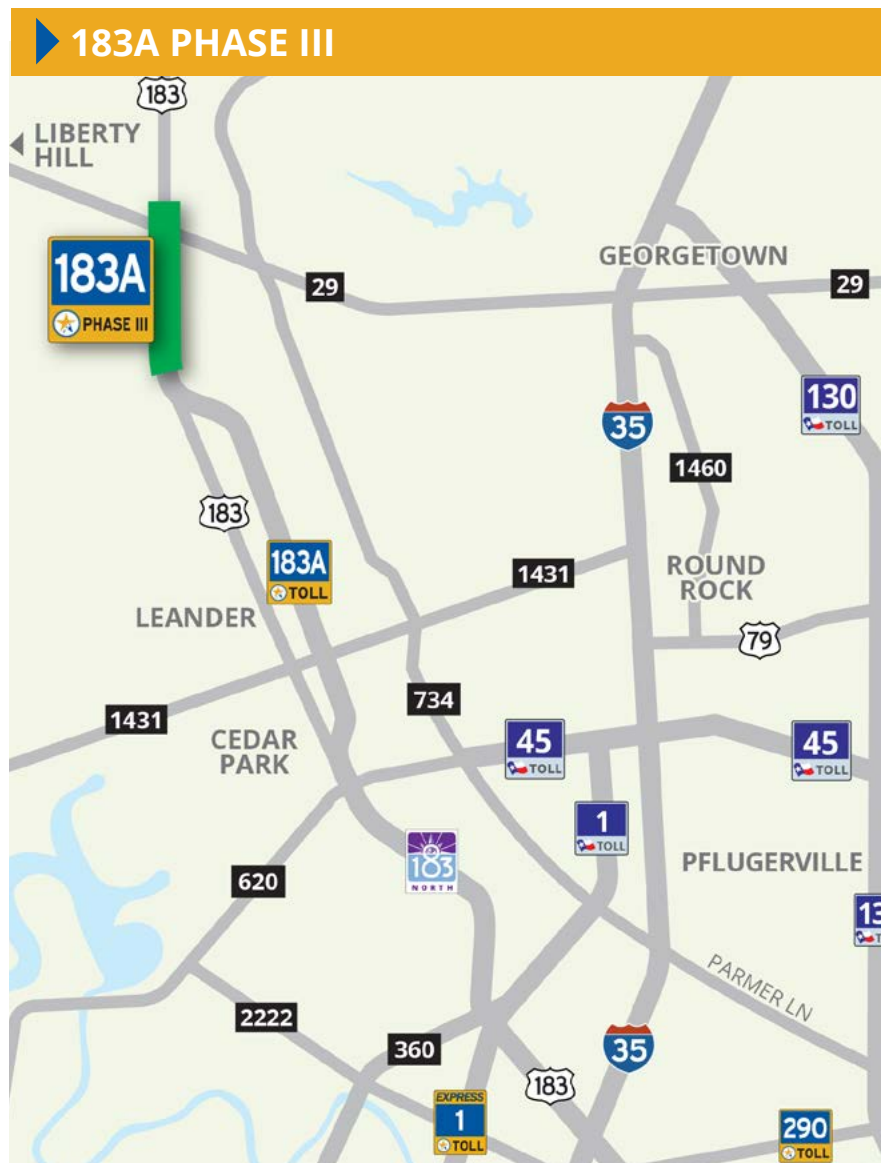 183A PHASE III
183
LIBERTY
HILL
GEORGETOWN
183A
PHASE III
29
29
130
TOLL
35
1460
183
183A
TOLL
1431
ROUND
ROCK
LEANDER
79
734
1431
CEDAR
PARK
45
TOLL
45
TOLL
1
TOLL
183
NORTH
PFLUGERVILLE
620
PARMER LN
2222
360
35
183
EXPRESS
1
TOLL
290
TOLL